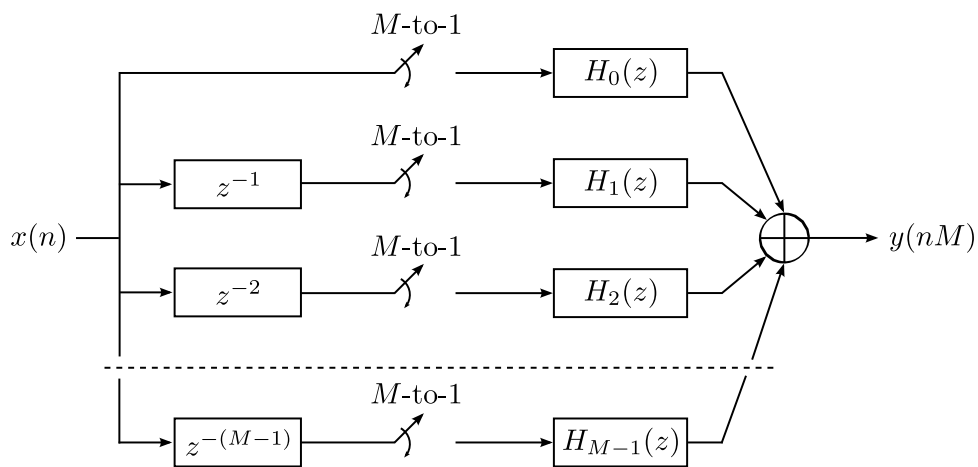 M-to-1
H_0(z)
M-to-1
z^{-1}
H_1(z)
x(n)
y(nM)
M-to-1
z^{-2}
H_2(z)
M-to-1
z^{-(M-1)}
H_{M-1}(z)